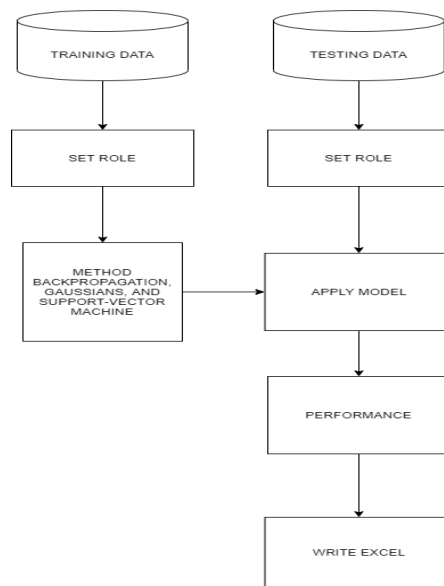 TRAINING DATA
TESTING DATA
SET ROLE
SET ROLE
METHOD
BACKPROPAGATION,
GAUSSIANS, AND
SUPPORT-VECTOR
MACHINE
APPLY MODEL
PERFORMANCE
WRITE EXCEL